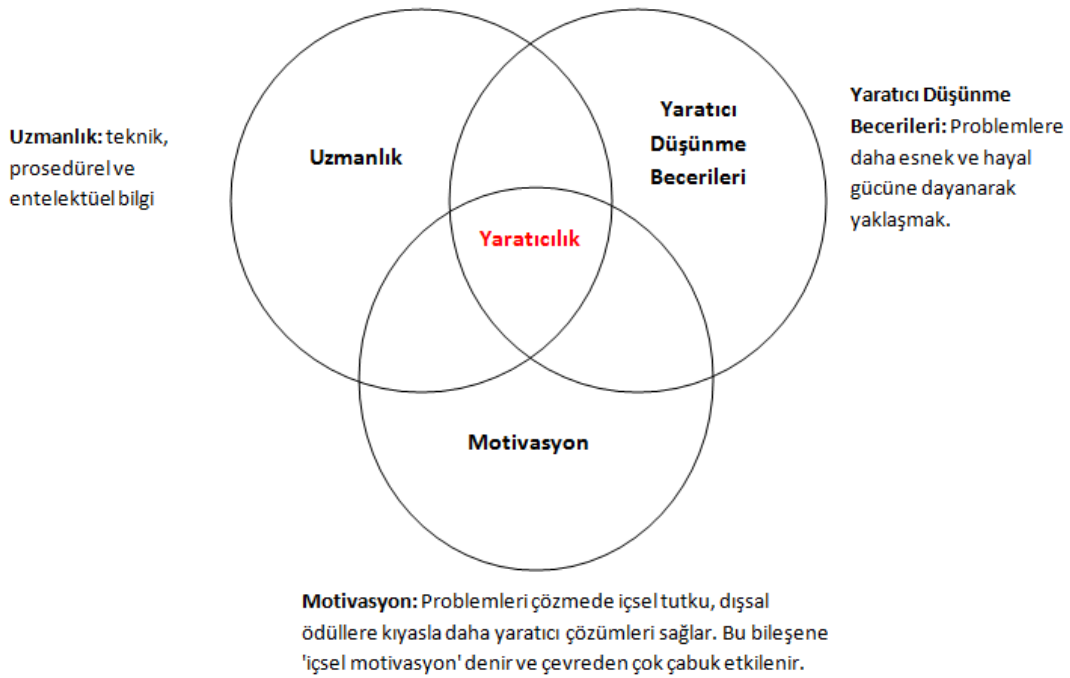 Uzmanlık: teknik,
prosedürel ve
entelektüel bilgi
Uzmanlık
Yaratıcı
Düşünme
Becerileri
Yaratıcı Düşünme
Becerileri: Problemlere
daha esnek ve hayal
gücüne dayanarak
yaklaşmak.
Yaratıcılık
Motivasyon
Motivasyon: Problemleri çözmede içsel tutku, dışsal
ödüllere kıyasla daha yaratıcı çözümleri sağlar. Bu bileşene
'içsel motivasyon' denir ve çevreden çok çabuk etkilenir.